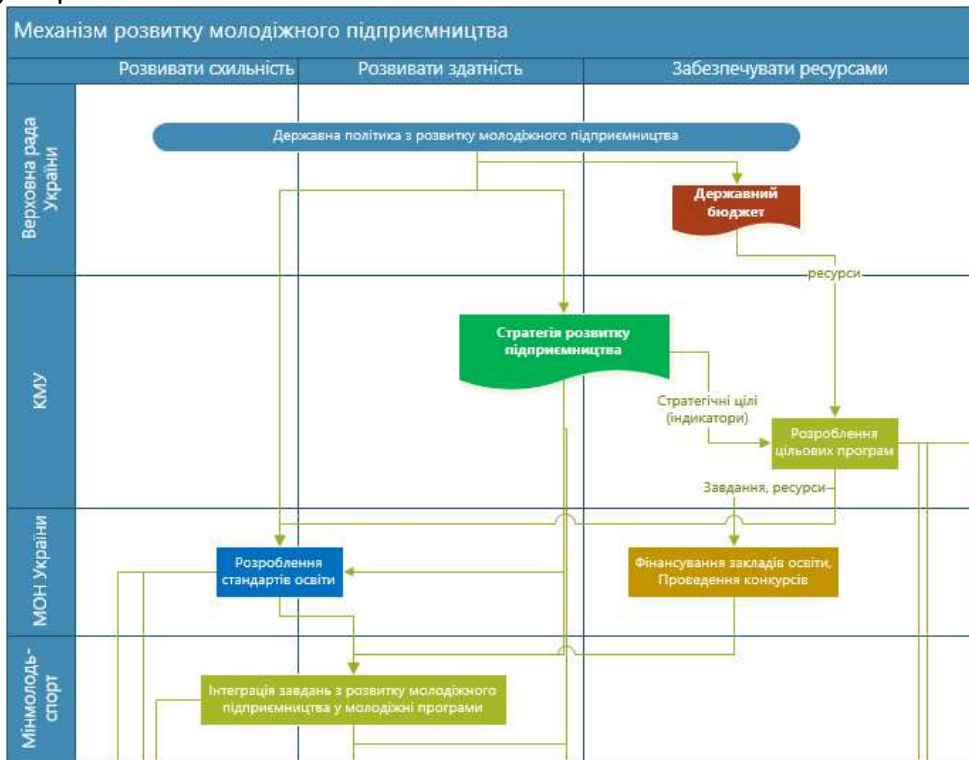 Механізм розвитку молодіжного підприємництва
Розвивати схильність
Розвивати здатність
Забезпечувати ресурсами
Верховна рада
України
Державна політика з розвитку молодіжного підприємництва
Державний
бюджет
ресурси
КМУ
Стратегія розвитку
підприємництва
Стратегічні цілі
(індикатори)
Розроблення
цільових програм
Завдання, ресурси
МОН України
Розроблення
стандартів освіти
Фінансування закладів освіти,
Проведення конкурсів
Мінмолодь-
спорт
Інтеграція завдань з розвитку молодіжного
підприємництва у молодіжні програми